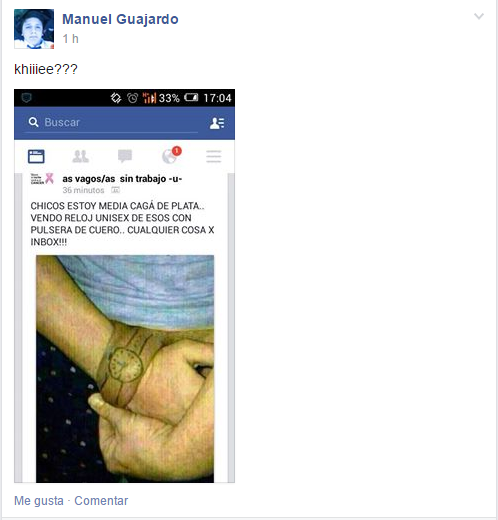 Manuel Guajardo
1 h
khiiiee???
33% 17:04
Buscar
1
as vagos/as sin trabajo -u-
36 minutos
CHICOS ESTOY MEDIA CAGÁ DE PLATA..
VENDO RELOJ UNISEX DE ESOS CON
PULSERA DE CUERO.. CUALQUIER COSA X
INBOX!!!
Me gusta · Comentar